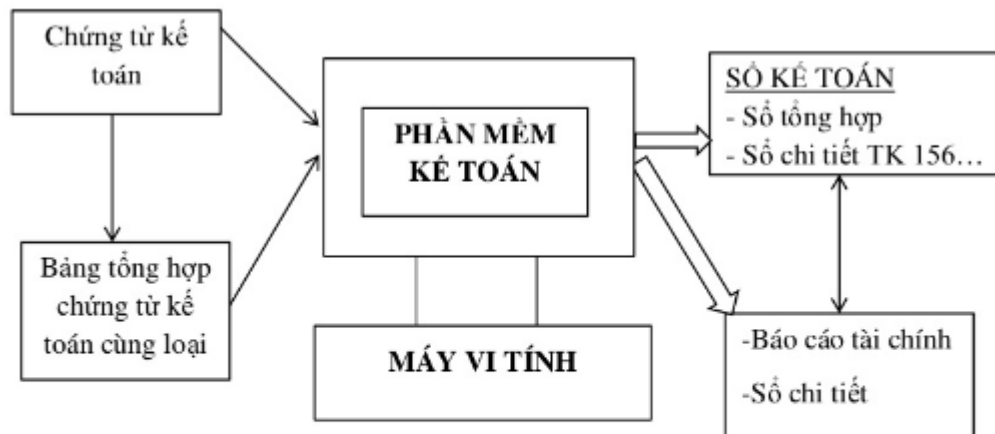 Chứng từ kế
toán
Bảng tổng hợp
chứng từ kế
toán cùng loại
PHẦN MỀM
KẾ TOÁN
MÁY VI TÍNH
SỔ KẾ TOÁN
- Sổ tổng hợp
- Sổ chi tiết TK 156…
-Báo cáo tài chính
-Sổ chi tiết